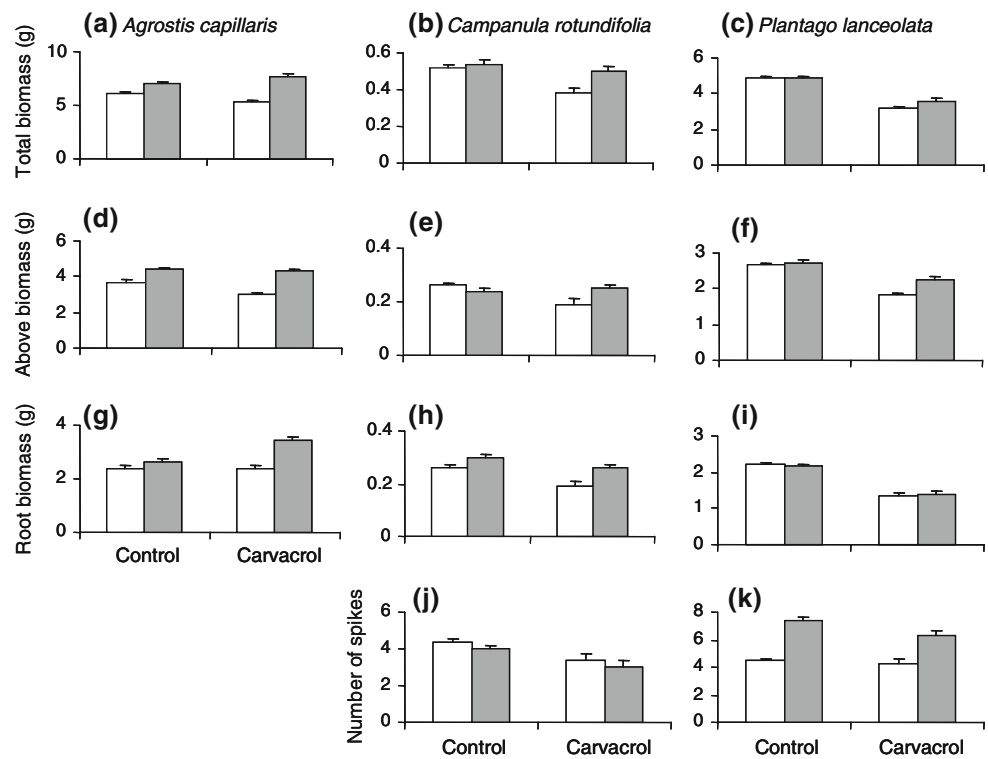 (a) Agrostis capillaris
(b) Campanula rotundifolia
(c) Plantago lanceolata
Total biomass (g)
10
5
0
0.6
0.4
0.2
0
6
4
2
0
(d)
(e)
(f)
Above biomass (g)
6
4
2
0
0.4
0.2
0
3
2
1
0
(g)
(h)
(i)
Root biomass (g)
4
2
0
Control Carvacrol
0.4
0.2
0
3
2
1
0
(j)
(k)
Number of spikes
6
4
2
0
Control Carvacrol
8
6
4
2
0
Control Carvacrol